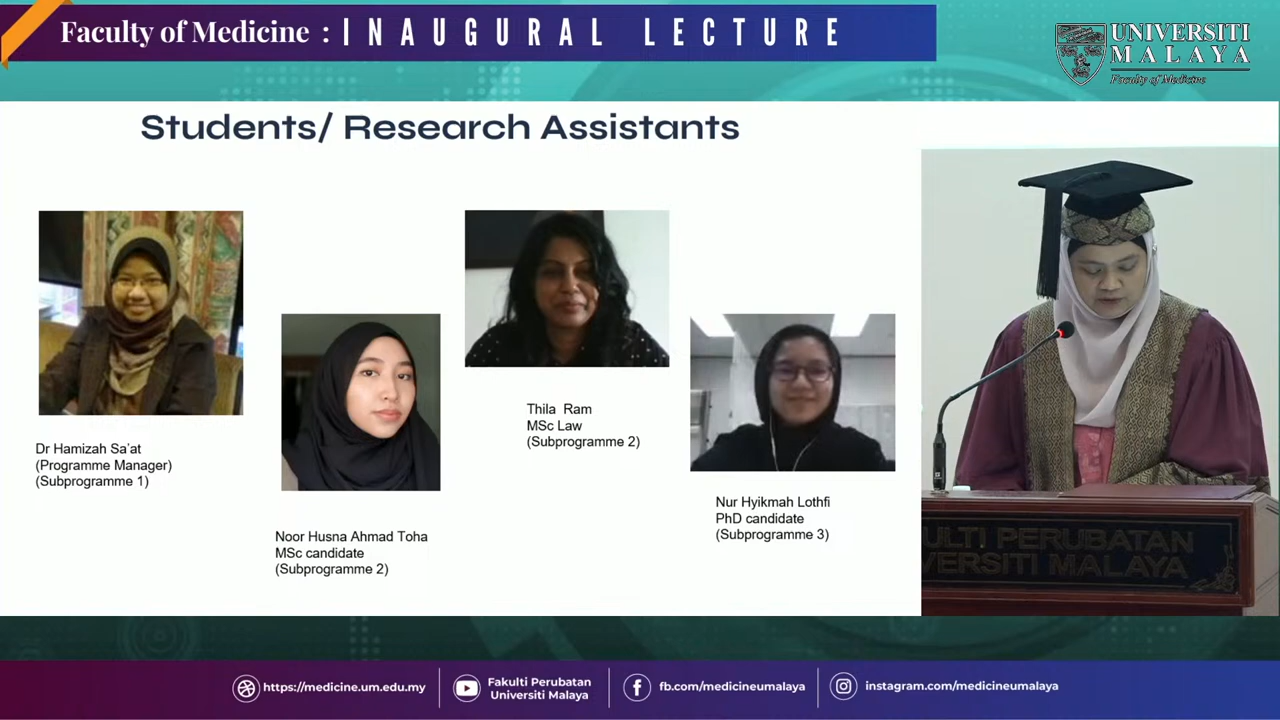 Faculty of Medicine : INAUGURAL LECTURE
UNIVERSITI
MALAYA
Faculty of Medicine
Students/ Research Assistants
Dr Hamizah Sa'at
(Programme Manager)
(Subprogramme 1)
Noor Husna Ahmad Toha
MSc candidate
(Subprogramme 2)
Thila Ram
MSc Law
(Subprogramme 2)
Nur Hyikmah Lothfi
PhD candidate
(Subprogramme 3)
ULTI PERUBATAN
VERSITI MALAYA
https://medicine.um.edu.my
Fakulti Perubatan
Universiti Malaya
fb.com/medicineumalaya
instagram.com/medicineumalaya